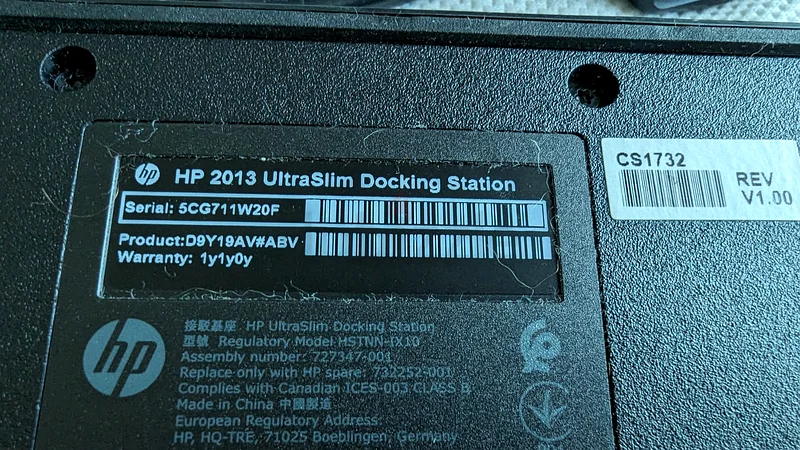 hp HP 2013 UltraSlim Docking Station
Serial: 5CG711W20F
Product:D9Y19AV#ABV
Warranty: 1y1y0y
CS1732
REV
V1.00
hp
接駁基座 HP UltraSlim Docking Station
型號 Regulatory Model HSTNN-IX10
Assembly number: 727347-001
Replace only with HP spare: 732252-001
Complies with Canadian ICES-003 CLASS B
Made in China 中國製造
European Regulatory Address:
HP, HQ-TRE, 71025 Boeblingen, Germany